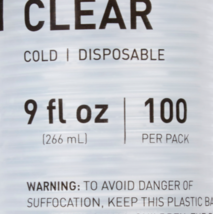 CLEAR
COLD | DISPOSABLE
9 fl oz | 100
(266 mL) PER PACK
WARNING: TO AVOID DANGER OF
SUFFOCATION, KEEP THIS PLASTIC